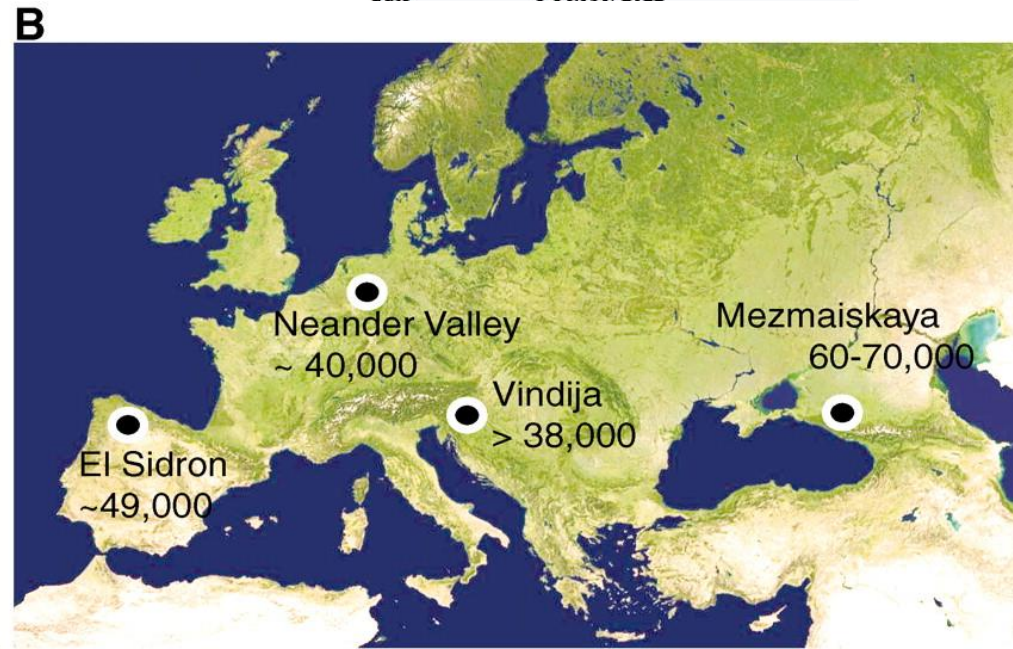 B
Neander Valley
~ 40,000
Mezmaiskaya
60-70,000
Vindija
> 38,000
El Sidron
~49,000